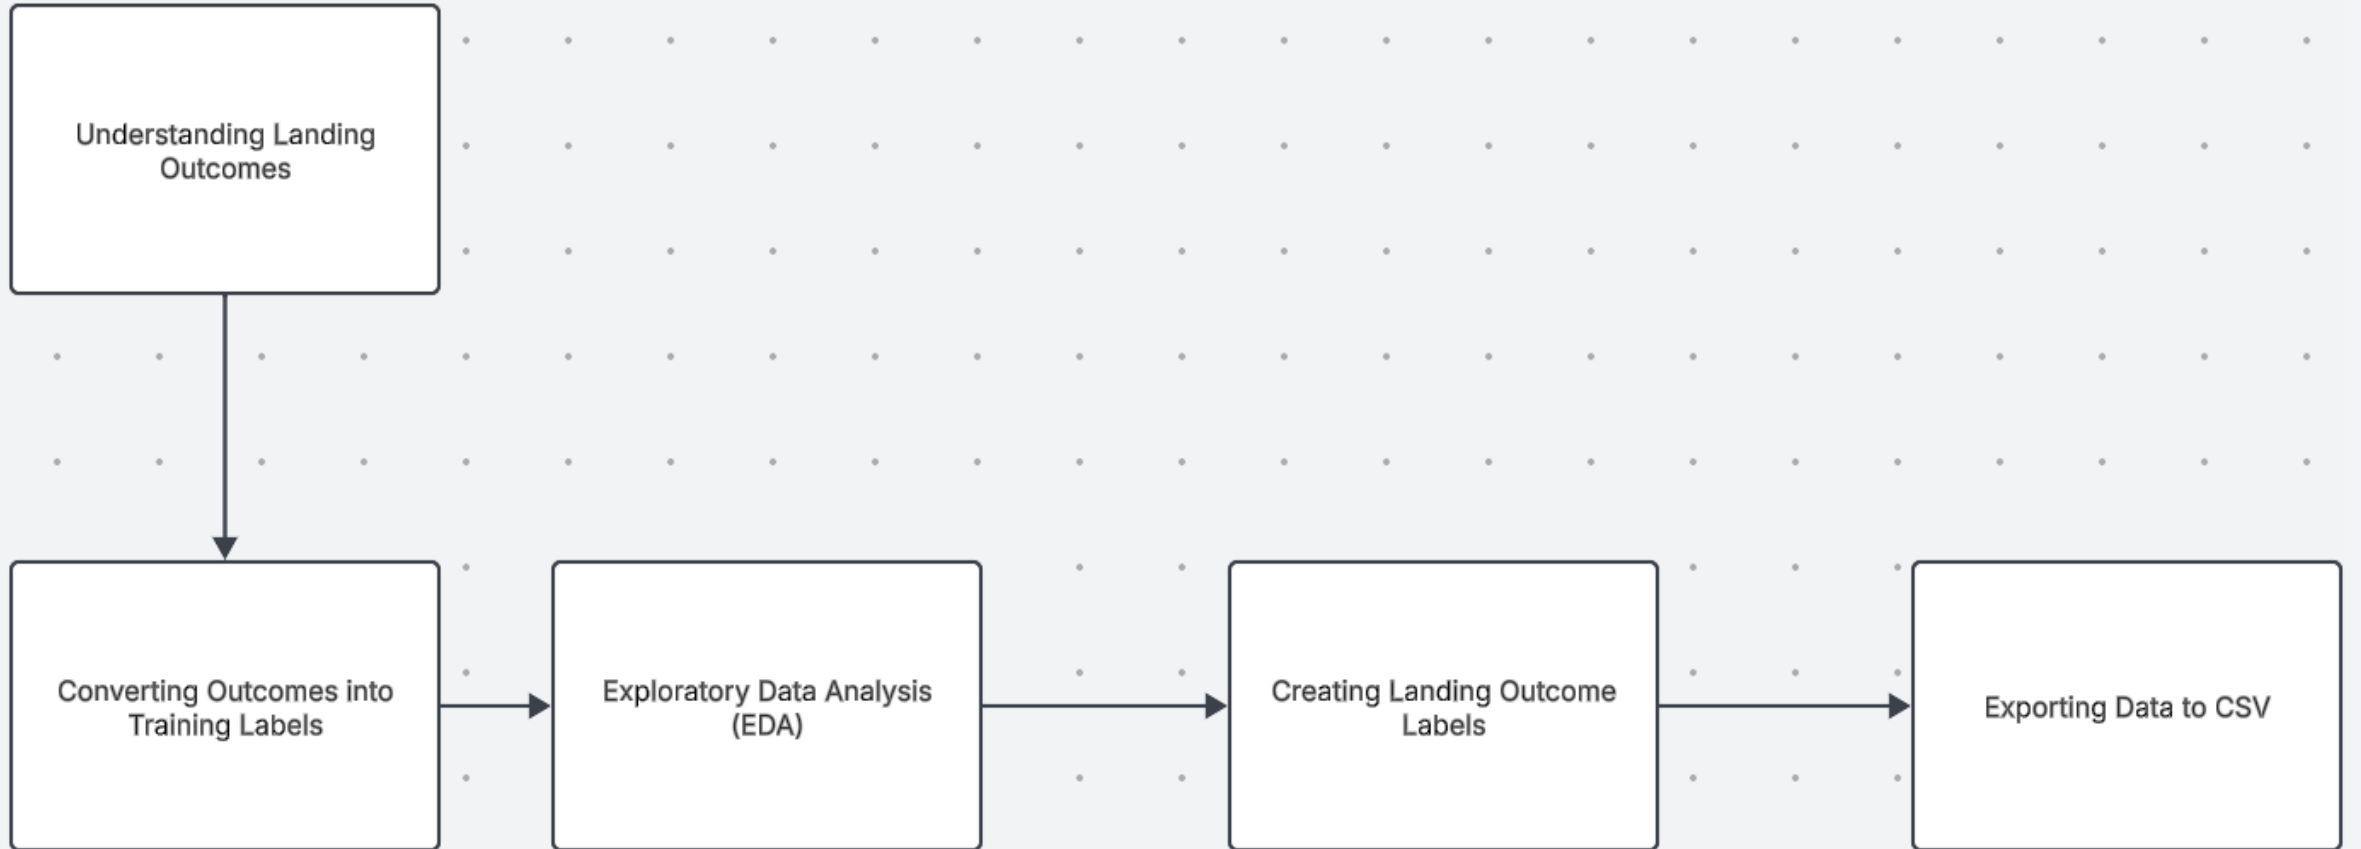 Understanding Landing
Outcomes
Converting Outcomes into
Training Labels
Exploratory Data Analysis
(EDA)
Creating Landing Outcome
Labels
Exporting Data to CSV